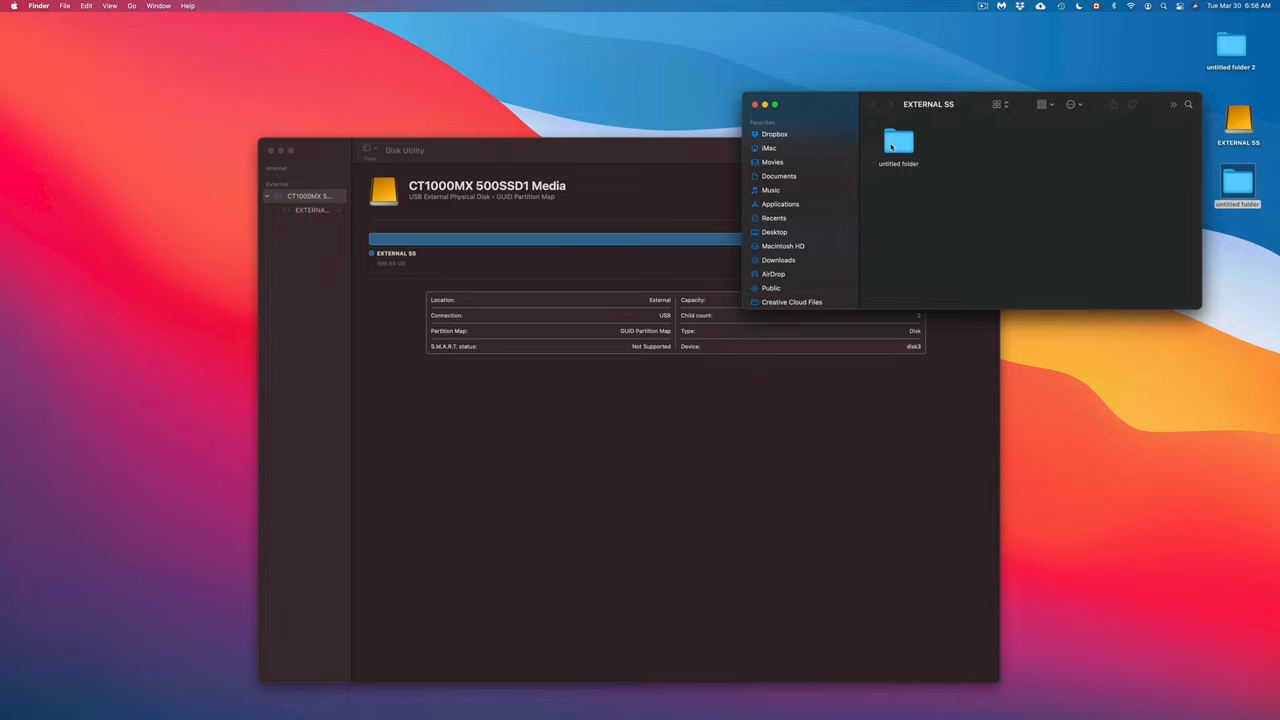 Finder File Edit View Go Window Help
Tue Mar 30 6:56 AM
untitled folder 2
EXTERNAL SS
untitled folder
EXTERNAL SS
Favorites
Dropbox
iMac
Movies
Documents
Music
Applications
Recents
Desktop
Macintosh HD
Downloads
AirDrop
Public
Creative Cloud Files
untitled folder
Disk Utility
View
Internal
External
CT1000MX 5...
EXTERNA...
CT1000MX 500SSD1 Media
USB External Physical Disk • GUID Partition Map
EXTERNAL SS
Location: External
Connection: USB
Partition Map: GUID Partition Map
S.M.A.R.T. status: Not Supported
Capacity:
Child count: 2
Type: Disk
Device: disk3